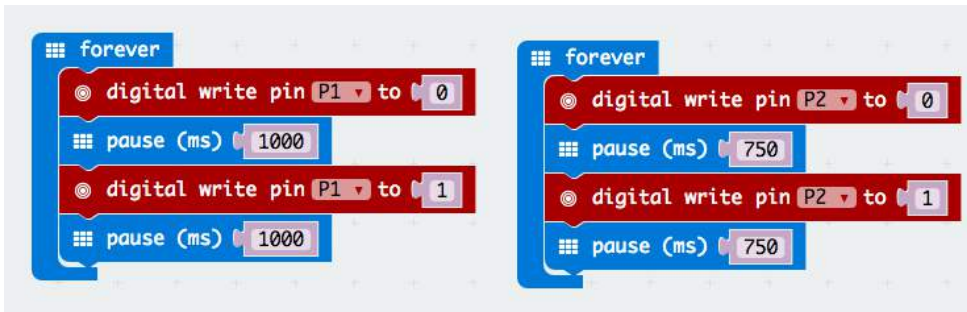 forever
digital write pin P1 to 0
pause (ms) 1000
digital write pin P1 to 1
pause (ms) 1000
forever
digital write pin P2 to 0
pause (ms) 750
digital write pin P2 to 1
pause (ms) 750